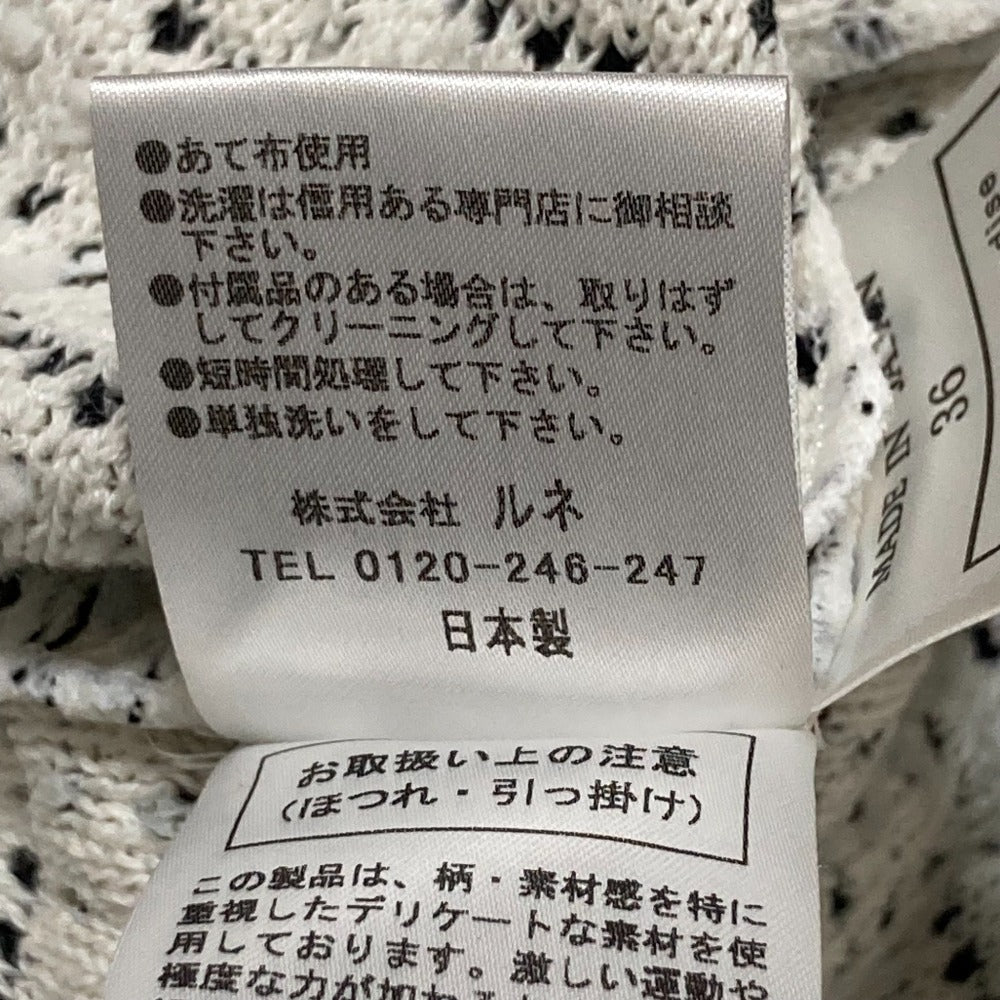 ●あて布使用
●洗濯は信用ある専門店に御相談
下さい。
●付属品のある場合は、取りはず
してクリーニングして下さい。
●短時間処理して下さい。
●単独洗いをして下さい。
株式会社 ルネ
TEL 0120-246-247
日本製
お取扱い上の注意
(ほつれ・引っ掛け)
この製品は、柄・素材感を特に
重視したデリケートな素材を使
用しております。激しい運動や
極度な力が加わ
36
MADE IN JAPAN